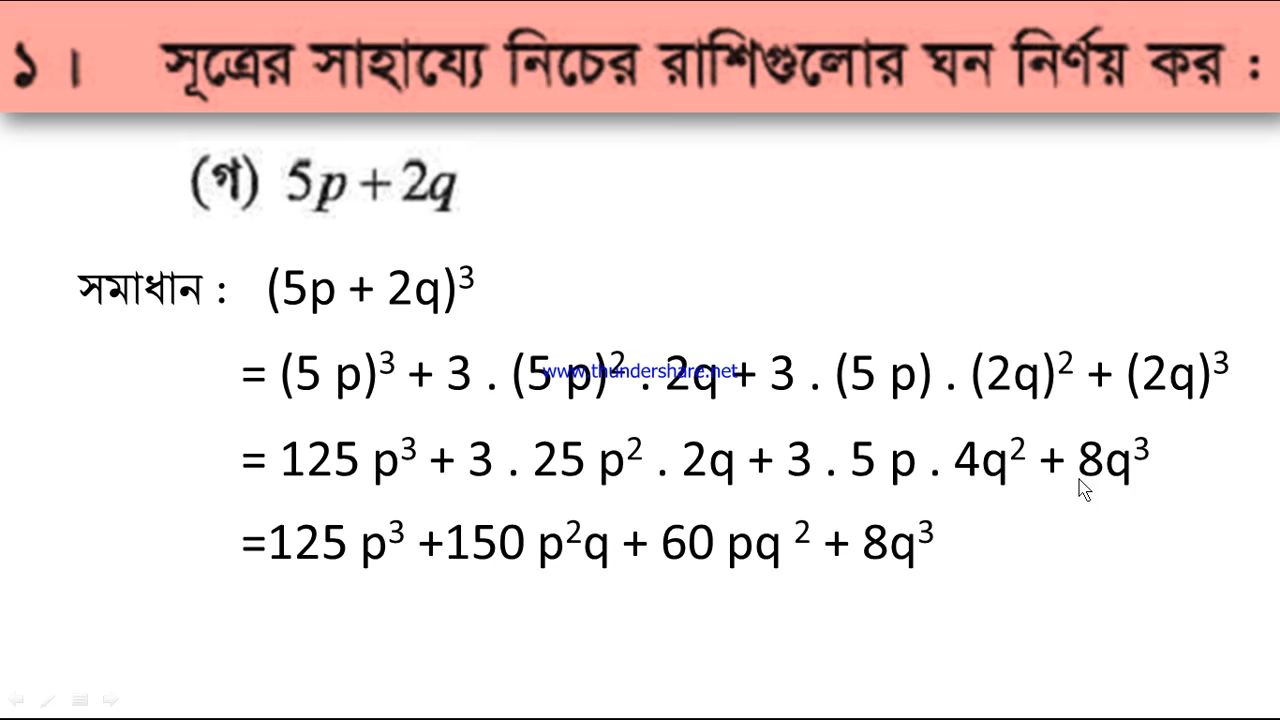 ১। সূত্রের সাহায্যে নিচের রাশিগুলোর ঘন নির্ণয় কর :
(গ) 5p + 2q
সমাধান : (5p + 2q)³
= (5 p)³ + 3 . (5 p)² . 2q + 3 . (5 p) . (2q)² + (2q)³
www.thundershare.net
= 125 p³ + 3 . 25 p² . 2q + 3 . 5 p . 4q² + 8q³
=125 p³ +150 p²q + 60 pq ² + 8q³